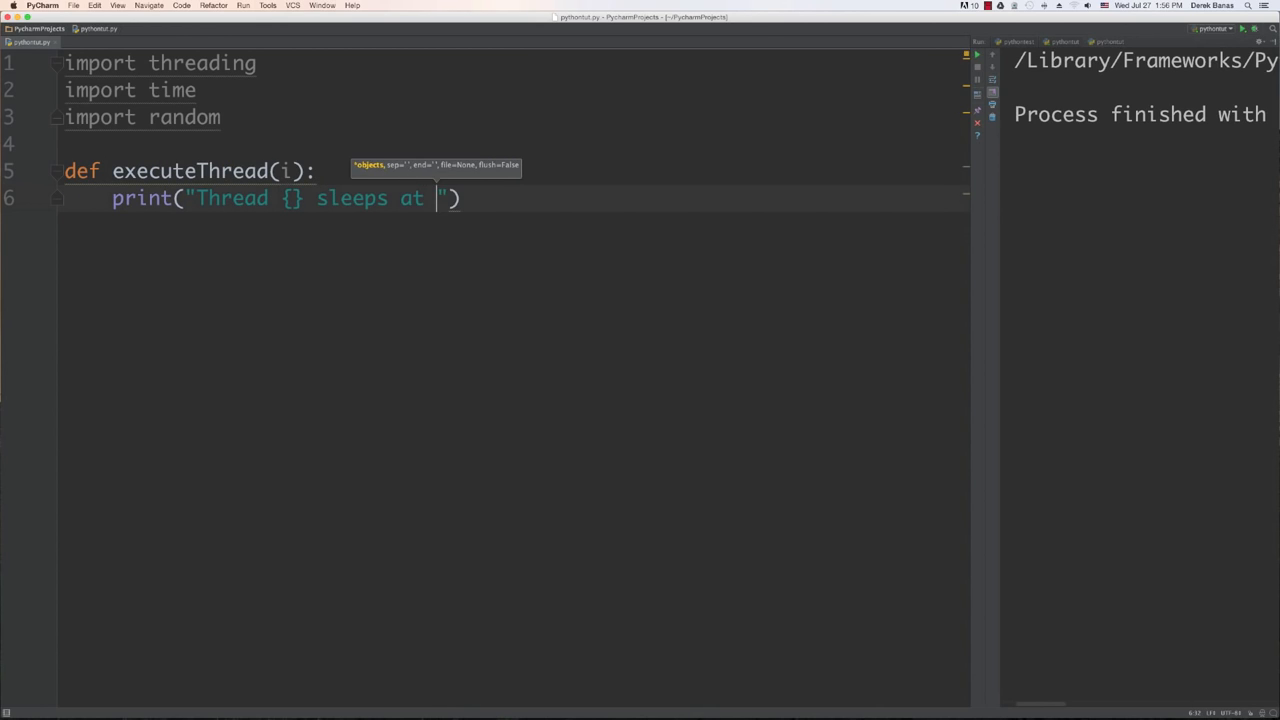 PyCharm File Edit View Navigate Code Refactor Run Tools VCS Window Help
10 Wed Jul 27 1:56 PM Derek Banas
pythontut.py - PycharmProjects - [~/PycharmProjects]
PycharmProjects pythontut.py pythontut
pythontut.py Run: pythontest pythontut pythontut
1 import threading
2 import time
3 import random
4
5 def executeThread(i):
*objects, sep=' ', end='', file=None, flush=False
6 print("Thread {} sleeps at ")
/Library/Frameworks/Py
Process finished with
6:32 LF‡ UTF-8‡